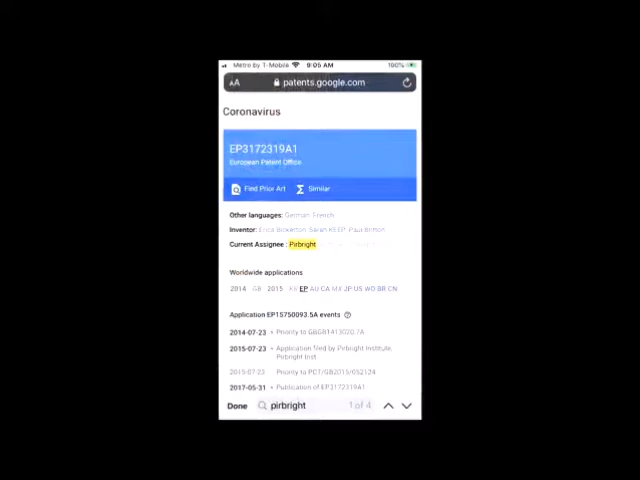 Metro by T-Mobile 9:05 AM 100%
AA patents.google.com
Coronavirus
EP3172319A1
European Patent Office
Find Prior Art Similar
Other languages: German, French
Inventor: Erica Bickerton, Sarah KEEP, Paul Britton
Current Assignee : Pirbright
Worldwide applications
2014 GB 2015 KR EP AU CA MX JP US WO BR CN
Application EP15750093.5A events
2014-07-23 • Priority to GBGB1413020.7A
2015-07-23 • Application filed by Pirbright Institute,
Pirbright Inst
2015-07-23 • Priority to PCT/GB2015/052124
2017-05-31 • Publication of EP3172319A1
Done pirbright 1 of 4